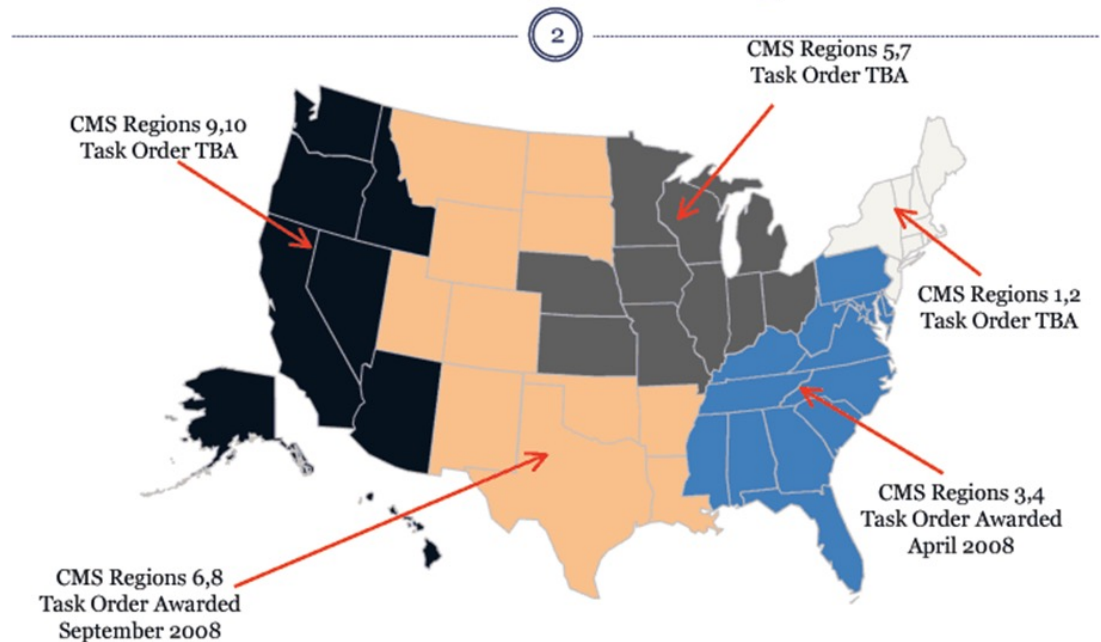 2
CMS Regions 5,7
Task Order TBA
CMS Regions 9,10
Task Order TBA
CMS Regions 1,2
Task Order TBA
CMS Regions 3,4
Task Order Awarded
April 2008
CMS Regions 6,8
Task Order Awarded
September 2008